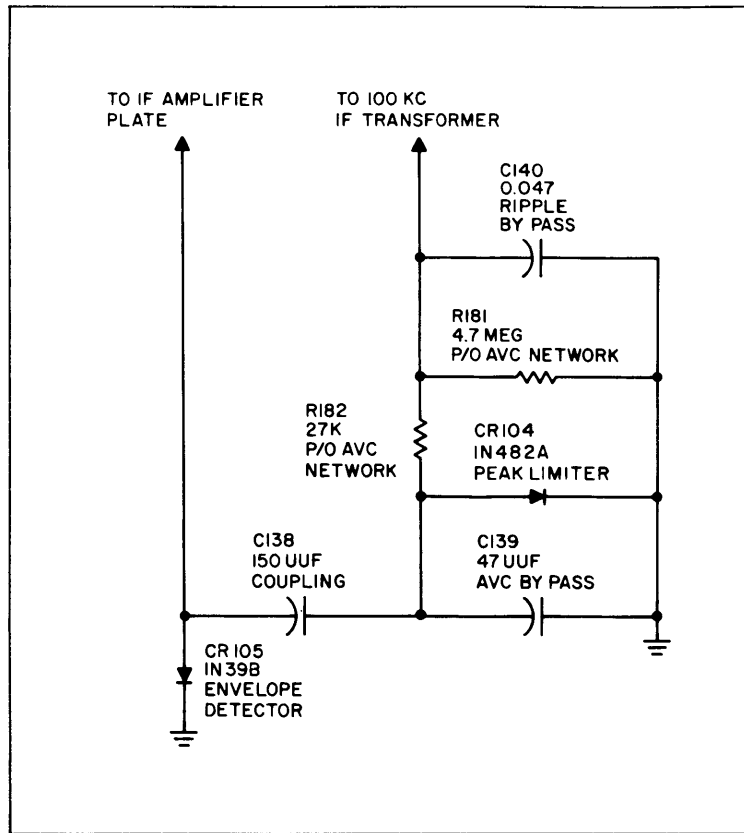 TO IF AMPLIFIER
PLATE
TO 100 KC
IF TRANSFORMER
C140
0.047
RIPPLE
BY PASS
R181
4.7 MEG
P/O AVC NETWORK
R182
27K
P/O AVC
NETWORK
CR104
IN482A
PEAK LIMITER
C138
150 UUF
COUPLING
C139
47 UUF
AVC BY PASS
CR105
IN39B
ENVELOPE
DETECTOR